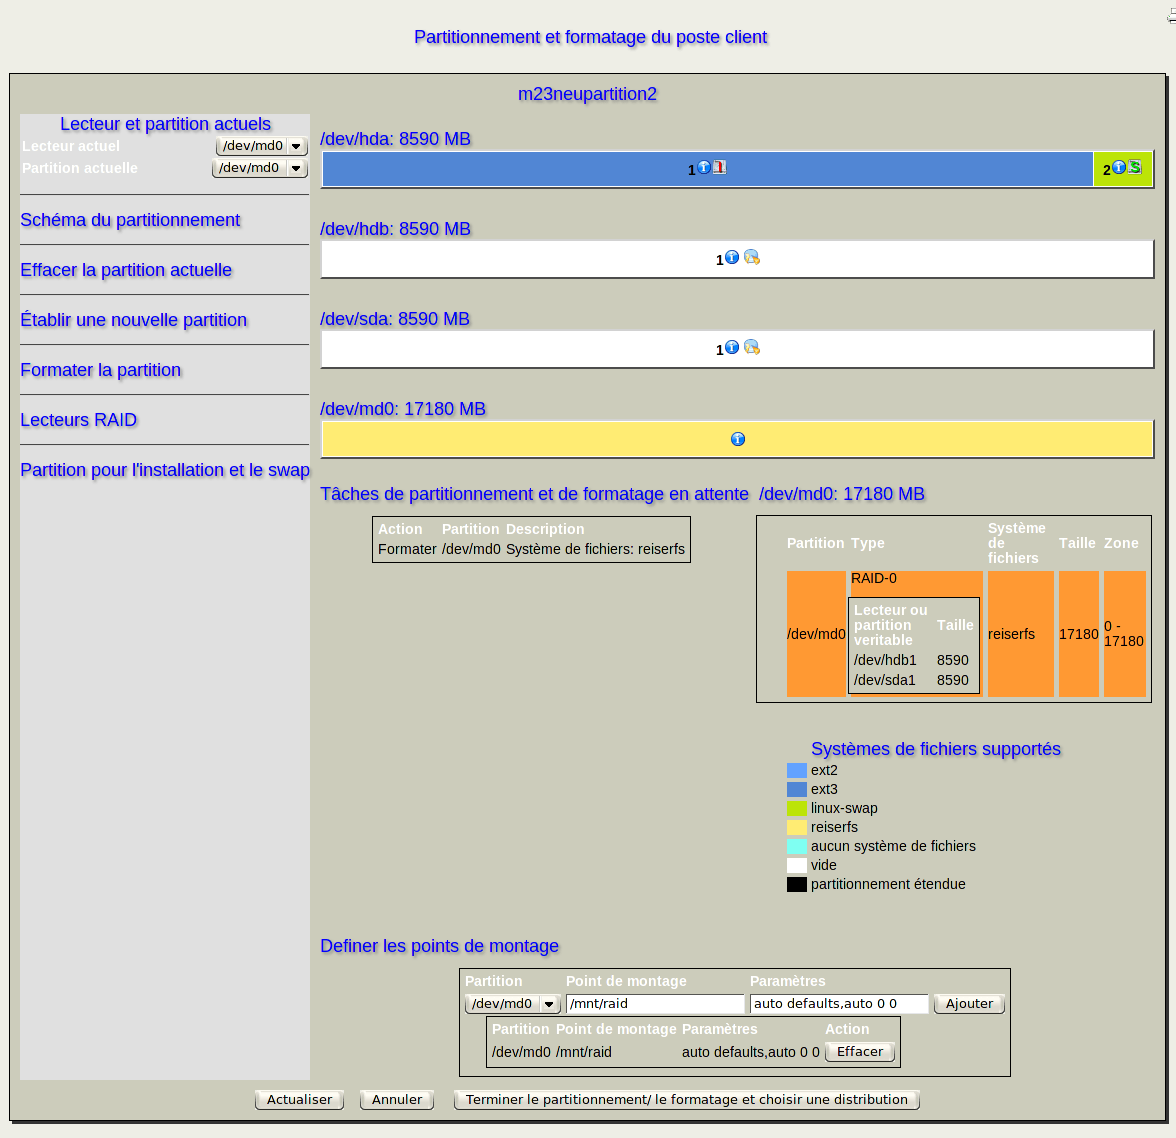 Partitionnement et formatage du poste client
m23neupartition2
Lecteur et partition actuels
Lecteur actuel /dev/md0
Partition actuelle /dev/md0
Schéma du partitionnement
Effacer la partition actuelle
Établir une nouvelle partition
Formater la partition
Lecteurs RAID
Partition pour l'installation et le swap
/dev/hda: 8590 MB
1 2
/dev/hdb: 8590 MB
1
/dev/sda: 8590 MB
1
/dev/md0: 17180 MB
Tâches de partitionnement et de formatage en attente
Action Partition Description
Formater /dev/md0 Système de fichiers: reiserfs
/dev/md0: 17180 MB
Partition Type Système de fichiers Taille Zone
/dev/md0 RAID-0 reiserfs 17180 0 - 17180
Lecteur ou partition veritable Taille
/dev/hdb1 8590
/dev/sda1 8590
Systèmes de fichiers supportés
ext2
ext3
linux-swap
reiserfs
aucun système de fichiers
vide
partitionnement étendue
Definer les points de montage
Partition Point de montage Paramètres
/dev/md0 /mnt/raid auto defaults,auto 0 0 Ajouter
Partition Point de montage Paramètres Action
/dev/md0 /mnt/raid auto defaults,auto 0 0 Effacer
Actualiser Annuler Terminer le partitionnement/ le formatage et choisir une distribution